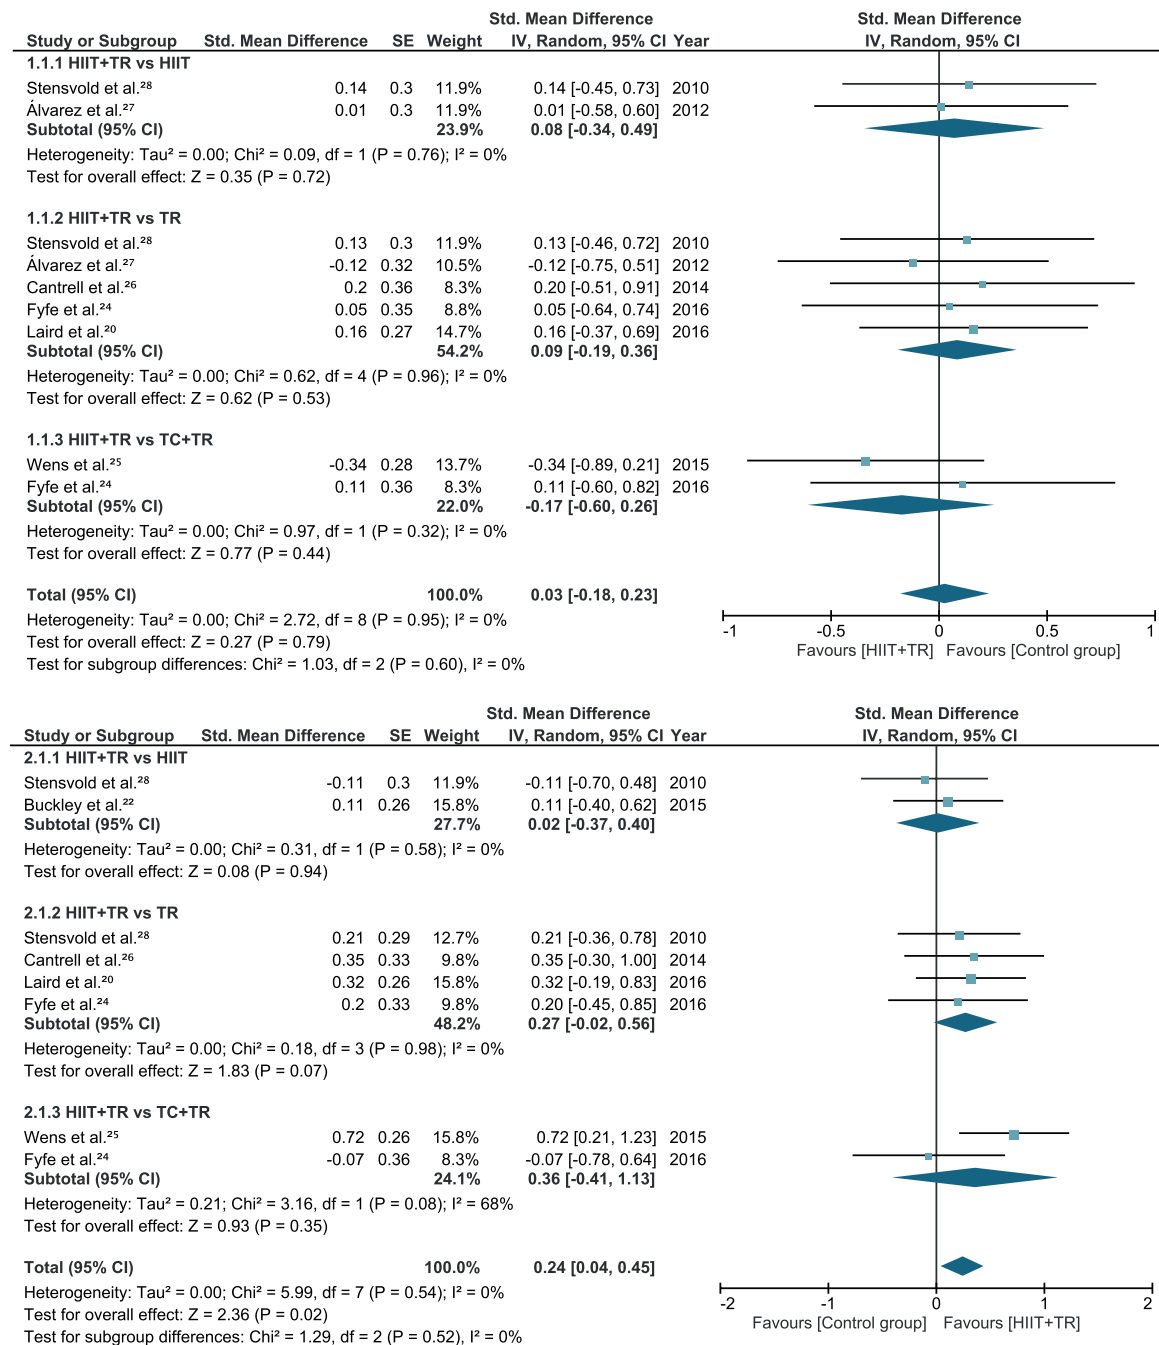 Std. Mean Difference Std. Mean Difference
Study or Subgroup Std. Mean Difference SE Weight IV, Random, 95% CI Year IV, Random, 95% CI
1.1.1 HIIT+TR vs HIIT
Stensvold et al.²⁸ 0.14 0.3 11.9% 0.14 [-0.45, 0.73] 2010
Álvarez et al.²⁷ 0.01 0.3 11.9% 0.01 [-0.58, 0.60] 2012
Subtotal (95% CI) 23.9% 0.08 [-0.34, 0.49]
Heterogeneity: Tau² = 0.00; Chi² = 0.09, df = 1 (P = 0.76); I² = 0%
Test for overall effect: Z = 0.35 (P = 0.72)
1.1.2 HIIT+TR vs TR
Stensvold et al.²⁸ 0.13 0.3 11.9% 0.13 [-0.46, 0.72] 2010
Álvarez et al.²⁷ -0.12 0.32 10.5% -0.12 [-0.75, 0.51] 2012
Cantrell et al.²⁶ 0.2 0.36 8.3% 0.20 [-0.51, 0.91] 2014
Fyfe et al.²⁴ 0.05 0.35 8.8% 0.05 [-0.64, 0.74] 2016
Laird et al.²⁰ 0.16 0.27 14.7% 0.16 [-0.37, 0.69] 2016
Subtotal (95% CI) 54.2% 0.09 [-0.19, 0.36]
Heterogeneity: Tau² = 0.00; Chi² = 0.62, df = 4 (P = 0.96); I² = 0%
Test for overall effect: Z = 0.62 (P = 0.53)
1.1.3 HIIT+TR vs TC+TR
Wens et al.²⁵ -0.34 0.28 13.7% -0.34 [-0.89, 0.21] 2015
Fyfe et al.²⁴ 0.11 0.36 8.3% 0.11 [-0.60, 0.82] 2016
Subtotal (95% CI) 22.0% -0.17 [-0.60, 0.26]
Heterogeneity: Tau² = 0.00; Chi² = 0.97, df = 1 (P = 0.32); I² = 0%
Test for overall effect: Z = 0.77 (P = 0.44)
Total (95% CI) 100.0% 0.03 [-0.18, 0.23]
Heterogeneity: Tau² = 0.00; Chi² = 2.72, df = 8 (P = 0.95); I² = 0%
Test for overall effect: Z = 0.27 (P = 0.79)
Test for subgroup differences: Chi² = 1.03, df = 2 (P = 0.60), I² = 0%
-1 -0.5 0 0.5 1
Favours [HIIT+TR] Favours [Control group]
Std. Mean Difference Std. Mean Difference
Study or Subgroup Std. Mean Difference SE Weight IV, Random, 95% CI Year IV, Random, 95% CI
2.1.1 HIIT+TR vs HIIT
Stensvold et al.²⁸ -0.11 0.3 11.9% -0.11 [-0.70, 0.48] 2010
Buckley et al.²² 0.11 0.26 15.8% 0.11 [-0.40, 0.62] 2015
Subtotal (95% CI) 27.7% 0.02 [-0.37, 0.40]
Heterogeneity: Tau² = 0.00; Chi² = 0.31, df = 1 (P = 0.58); I² = 0%
Test for overall effect: Z = 0.08 (P = 0.94)
2.1.2 HIIT+TR vs TR
Stensvold et al.²⁸ 0.21 0.29 12.7% 0.21 [-0.36, 0.78] 2010
Cantrell et al.²⁶ 0.35 0.33 9.8% 0.35 [-0.30, 1.00] 2014
Laird et al.²⁰ 0.32 0.26 15.8% 0.32 [-0.19, 0.83] 2016
Fyfe et al.²⁴ 0.2 0.33 9.8% 0.20 [-0.45, 0.85] 2016
Subtotal (95% CI) 48.2% 0.27 [-0.02, 0.56]
Heterogeneity: Tau² = 0.00; Chi² = 0.18, df = 3 (P = 0.98); I² = 0%
Test for overall effect: Z = 1.83 (P = 0.07)
2.1.3 HIIT+TR vs TC+TR
Wens et al.²⁵ 0.72 0.26 15.8% 0.72 [0.21, 1.23] 2015
Fyfe et al.²⁴ -0.07 0.36 8.3% -0.07 [-0.78, 0.64] 2016
Subtotal (95% CI) 24.1% 0.36 [-0.41, 1.13]
Heterogeneity: Tau² = 0.21; Chi² = 3.16, df = 1 (P = 0.08); I² = 68%
Test for overall effect: Z = 0.93 (P = 0.35)
Total (95% CI) 100.0% 0.24 [0.04, 0.45]
Heterogeneity: Tau² = 0.00; Chi² = 5.99, df = 7 (P = 0.54); I² = 0%
Test for overall effect: Z = 2.36 (P = 0.02)
Test for subgroup differences: Chi² = 1.29, df = 2 (P = 0.52), I² = 0%
-2 -1 0 1 2
Favours [Control group] Favours [HIIT+TR]